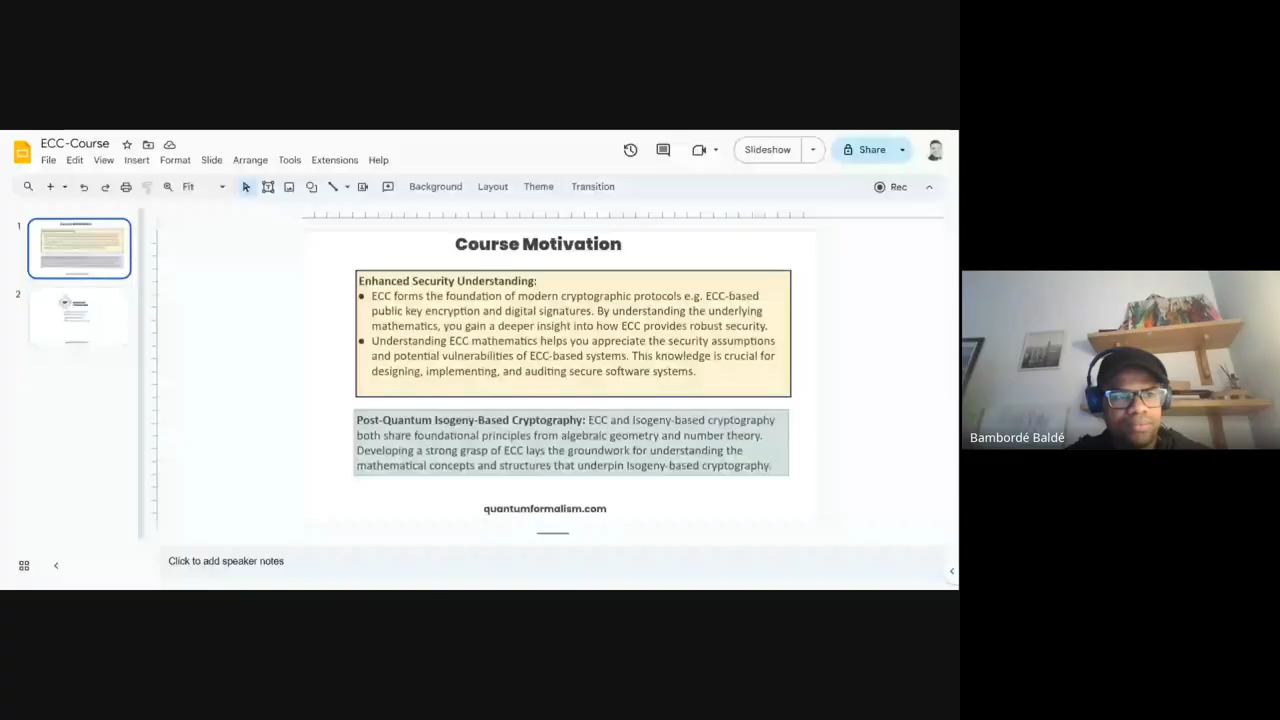 ECC-Course
File Edit View Insert Format Slide Arrange Tools Extensions Help
Slideshow
Share
Fit
Background Layout Theme Transition
Rec
1
2
Course Motivation
Enhanced Security Understanding:
● ECC forms the foundation of modern cryptographic protocols e.g. ECC-based
public key encryption and digital signatures. By understanding the underlying
mathematics, you gain a deeper insight into how ECC provides robust security.
● Understanding ECC mathematics helps you appreciate the security assumptions
and potential vulnerabilities of ECC-based systems. This knowledge is crucial for
designing, implementing, and auditing secure software systems.
Post-Quantum Isogeny-Based Cryptography: ECC and Isogeny-based cryptography
both share foundational principles from algebraic geometry and number theory.
Developing a strong grasp of ECC lays the groundwork for understanding the
mathematical concepts and structures that underpin Isogeny-based cryptography.
quantumformalism.com
Click to add speaker notes
Bambordé Baldé